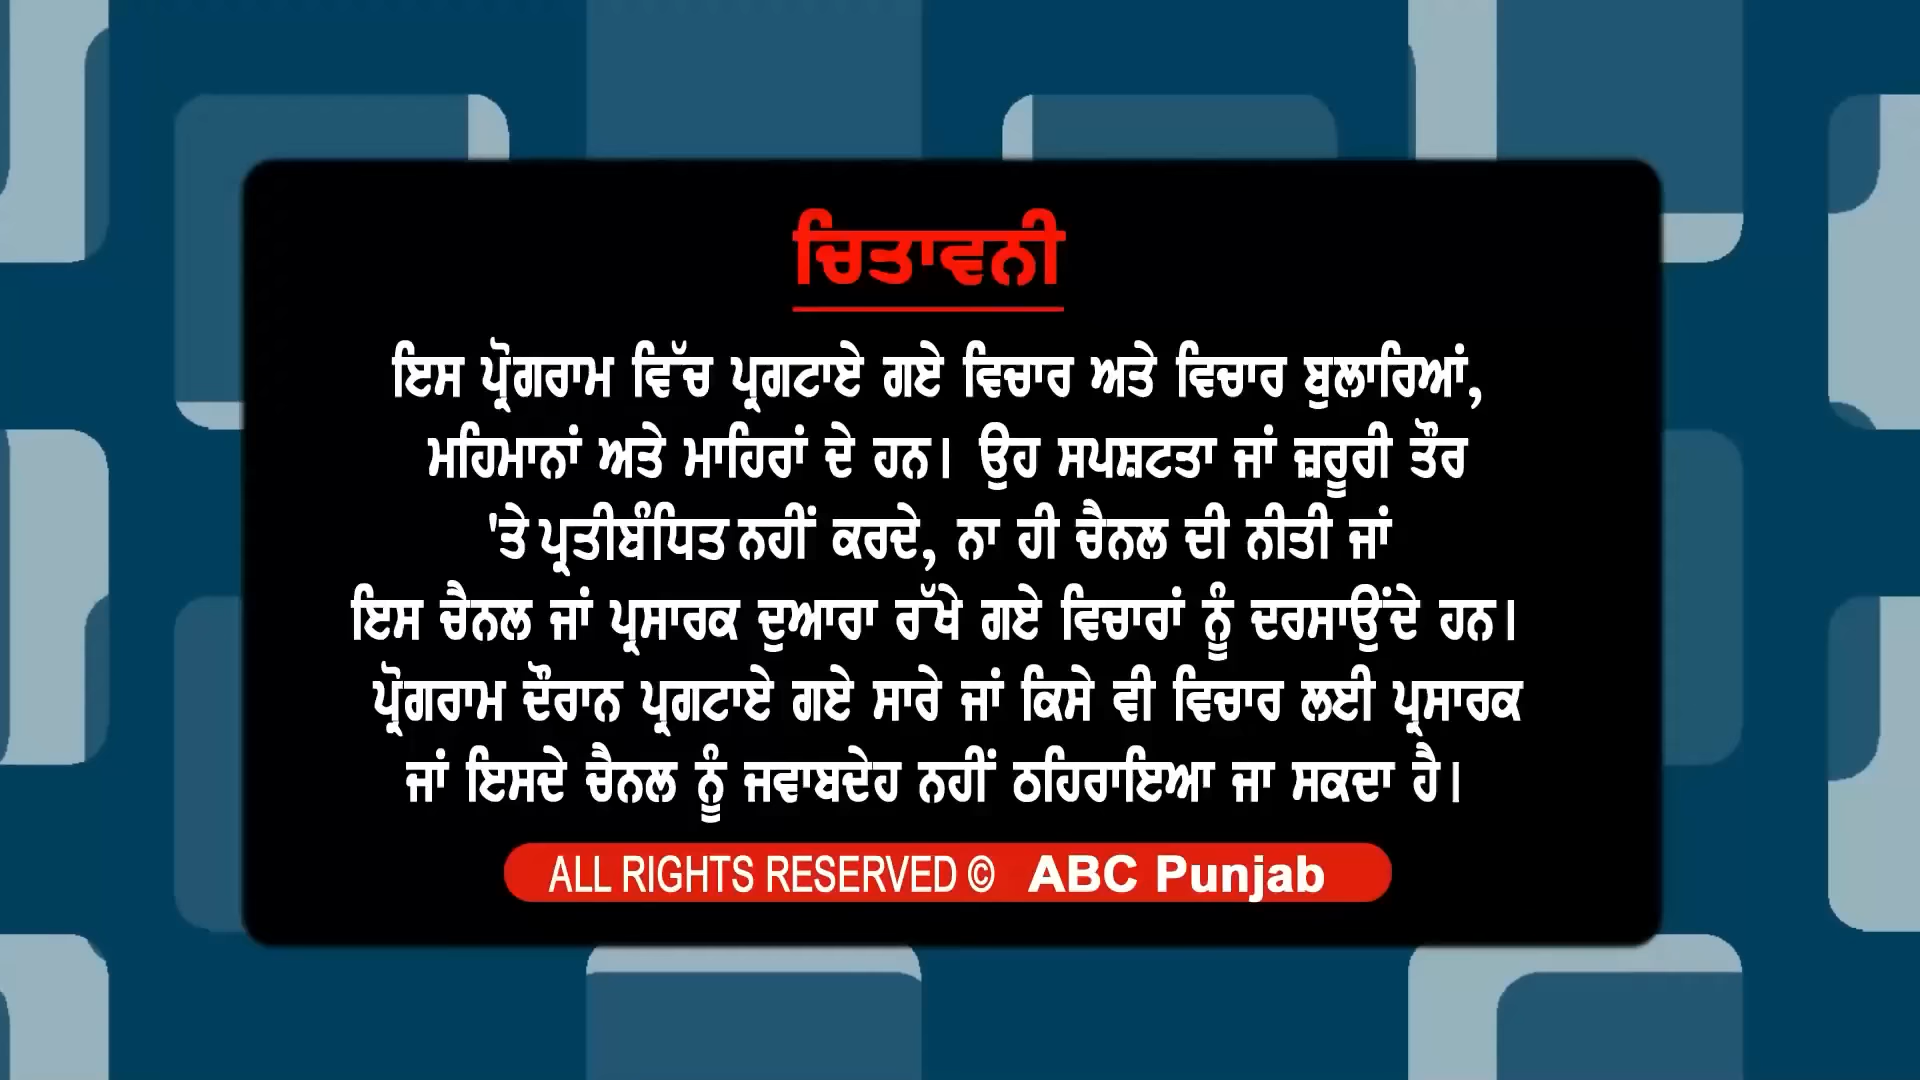 ਚਿਤਾਵਨੀ
ਇਸ ਪ੍ਰੋਗਰਾਮ ਵਿੱਚ ਪ੍ਰਗਟਾਏ ਗਏ ਵਿਚਾਰ ਅਤੇ ਵਿਚਾਰ ਬੁਲਾਰਿਆਂ,
ਮਹਿਮਾਨਾਂ ਅਤੇ ਮਾਹਿਰਾਂ ਦੇ ਹਨ। ਉਹ ਸਪਸ਼ਟਤਾ ਜਾਂ ਜ਼ਰੂਰੀ ਤੌਰ
'ਤੇ ਪ੍ਰਤੀਬੰਧਿਤ ਨਹੀਂ ਕਰਦੇ, ਨਾ ਹੀ ਚੈਨਲ ਦੀ ਨੀਤੀ ਜਾਂ
ਇਸ ਚੈਨਲ ਜਾਂ ਪ੍ਰਸਾਰਕ ਦੁਆਰਾ ਰੱਖੇ ਗਏ ਵਿਚਾਰਾਂ ਨੂੰ ਦਰਸਾਉਂਦੇ ਹਨ।
ਪ੍ਰੋਗਰਾਮ ਦੌਰਾਨ ਪ੍ਰਗਟਾਏ ਗਏ ਸਾਰੇ ਜਾਂ ਕਿਸੇ ਵੀ ਵਿਚਾਰ ਲਈ ਪ੍ਰਸਾਰਕ
ਜਾਂ ਇਸਦੇ ਚੈਨਲ ਨੂੰ ਜਵਾਬਦੇਹ ਨਹੀਂ ਠਹਿਰਾਇਆ ਜਾ ਸਕਦਾ ਹੈ।
ALL RIGHTS RESERVED © ABC Punjab